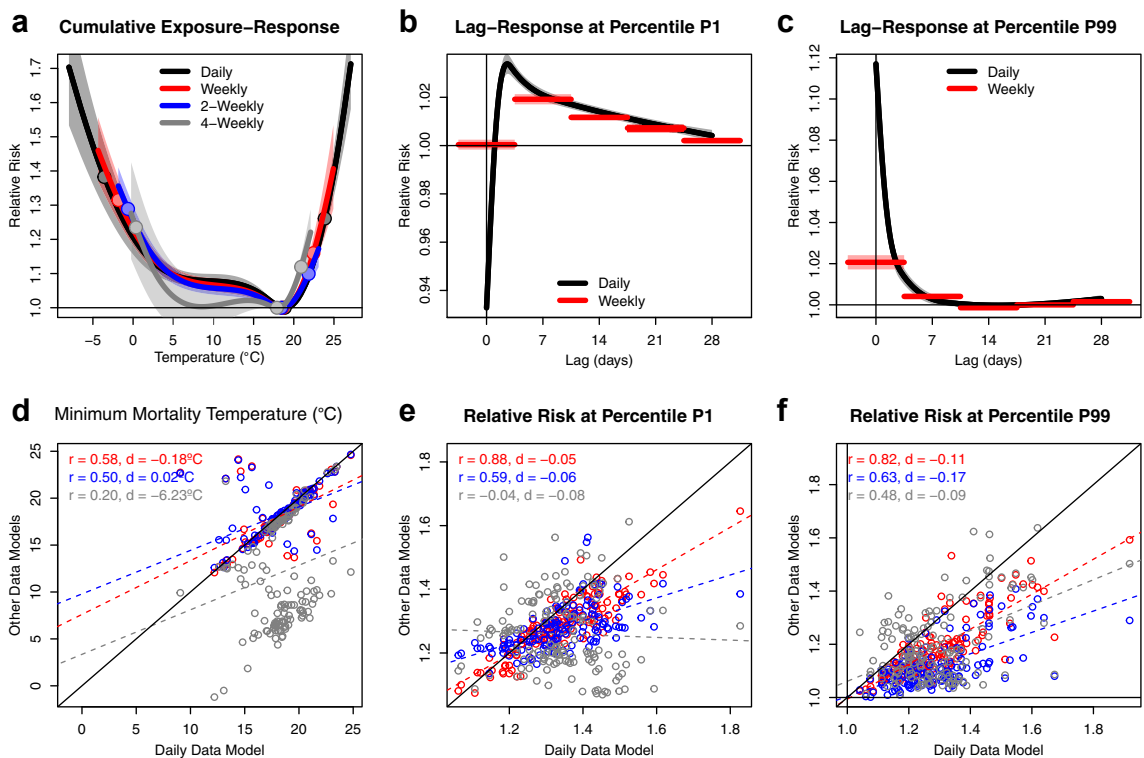 a Cumulative Exposure–Response
Relative Risk
1.0 1.1 1.2 1.3 1.4 1.5 1.6 1.7
Daily
Weekly
2-Weekly
4-Weekly
−5 0 5 10 15 20 25
Temperature (°C)
b Lag–Response at Percentile P1
Relative Risk
0.94 0.96 0.98 1.00 1.02
Daily
Weekly
0 7 14 21 28
Lag (days)
c Lag–Response at Percentile P99
Relative Risk
1.00 1.02 1.04 1.06 1.08 1.10 1.12
Daily
Weekly
0 7 14 21 28
Lag (days)
d Minimum Mortality Temperature (°C)
Other Data Models
0 5 10 15 20 25
r = 0.58, d = −0.18ºC
r = 0.50, d = 0.02ºC
r = 0.20, d = −6.23ºC
0 5 10 15 20 25
Daily Data Model
e Relative Risk at Percentile P1
Other Data Models
1.2 1.4 1.6 1.8
r = 0.88, d = −0.05
r = 0.59, d = −0.06
r = −0.04, d = −0.08
1.2 1.4 1.6 1.8
Daily Data Model
f Relative Risk at Percentile P99
Other Data Models
1.0 1.2 1.4 1.6 1.8
r = 0.82, d = −0.11
r = 0.63, d = −0.17
r = 0.48, d = −0.09
1.0 1.2 1.4 1.6 1.8
Daily Data Model